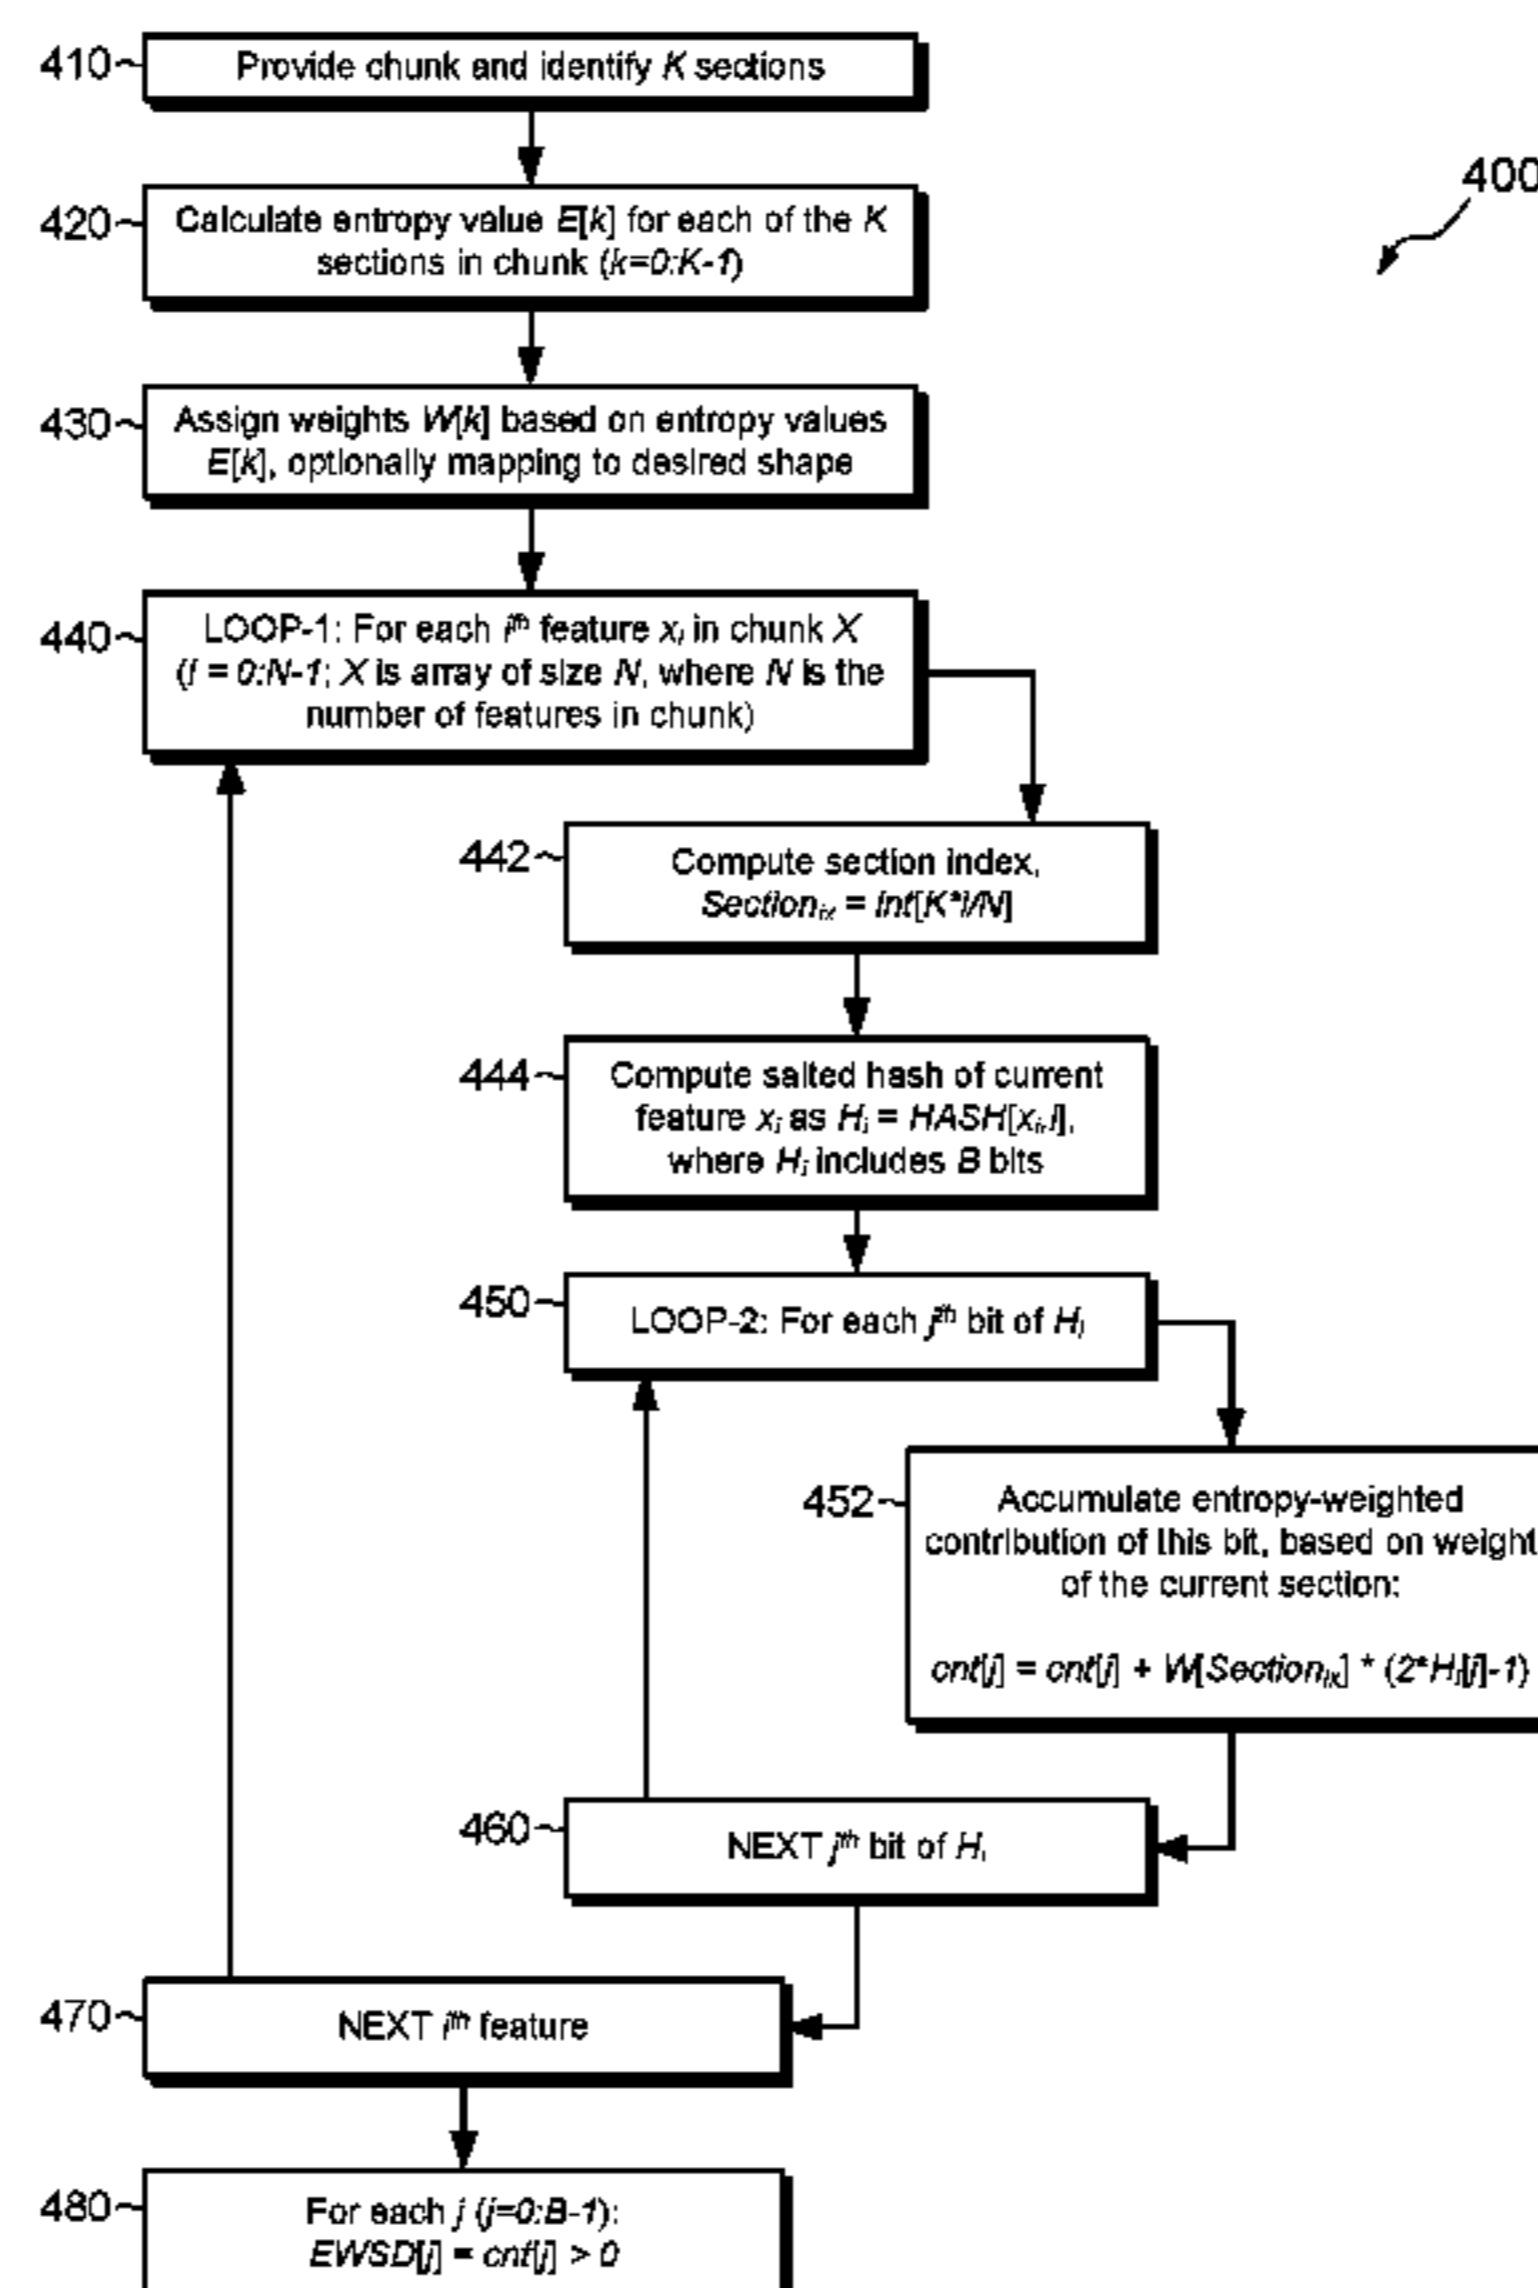 410
Provide chunk and identify K sections
400
420
Calculate entropy value E[k] for each of the K
sections in chunk (k=0:K-1)
430
Assign weights W[k] based on entropy values
E[k], optionally mapping to desired shape
440
LOOP-1: For each ith feature xi in chunk X
(i = 0:N-1; X is array of size N, where N is the
number of features in chunk)
442
Compute section index,
Sectionix = Int[K*i/N]
444
Compute salted hash of current
feature xi as Hi = HASH[xi, i],
where Hi includes B bits
450
LOOP-2: For each jth bit of Hi
452
Accumulate entropy-weighted
contribution of this bit, based on weight
of the current section:
cnt[j] = cnt[j] + W[Sectionix] * (2*Hi[j]-1)
460
NEXT jth bit of Hi
470
NEXT ith feature
480
For each j (j=0:B-1):
EWSD[j] = cnt[j] > 0